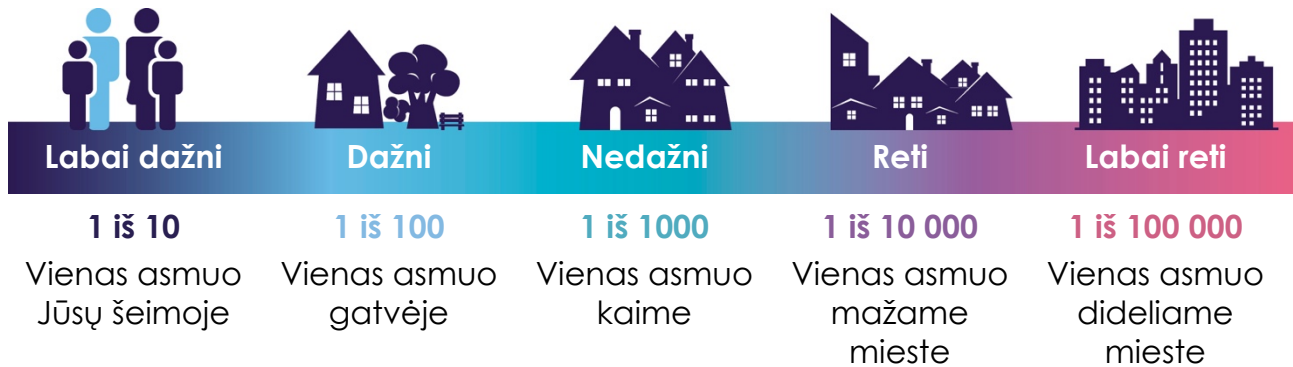 Labai dažni
Dažni
Nedažni
Reti
Labai reti
1 iš 10
1 iš 100
1 iš 1000
1 iš 10 000
1 iš 100 000
Vienas asmuo
Jūsų šeimoje
Vienas asmuo
gatvėje
Vienas asmuo
kaime
Vienas asmuo
mažame
mieste
Vienas asmuo
dideliame
mieste